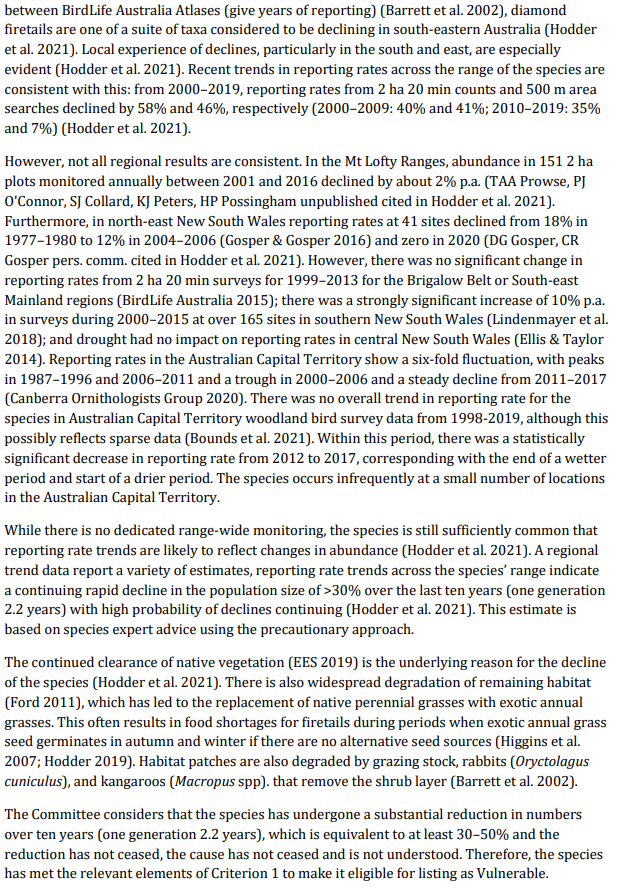 between BirdLife Australia Atlases (give years of reporting) (Barrett et al. 2002), diamond
firetails are one of a suite of taxa considered to be declining in south-eastern Australia (Hodder
et al. 2021). Local experience of declines, particularly in the south and east, are especially
evident (Hodder et al. 2021). Recent trends in reporting rates across the range of the species are
consistent with this: from 2000–2019, reporting rates from 2 ha 20 min counts and 500 m area
searches declined by 58% and 46%, respectively (2000–2009: 40% and 41%; 2010–2019: 35%
and 7%) (Hodder et al. 2021).
However, not all regional results are consistent. In the Mt Lofty Ranges, abundance in 151 2 ha
plots monitored annually between 2001 and 2016 declined by about 2% p.a. (TAA Prowse, PJ
O'Connor, SJ Collard, KJ Peters, HP Possingham unpublished cited in Hodder et al. 2021).
Furthermore, in north-east New South Wales reporting rates at 41 sites declined from 18% in
1977–1980 to 12% in 2004–2006 (Gosper & Gosper 2016) and zero in 2020 (DG Gosper, CR
Gosper pers. comm. cited in Hodder et al. 2021). However, there was no significant change in
reporting rates from 2 ha 20 min surveys for 1999–2013 for the Brigalow Belt or South-east
Mainland regions (BirdLife Australia 2015); there was a strongly significant increase of 10% p.a.
in surveys during 2000–2015 at over 165 sites in southern New South Wales (Lindenmayer et al.
2018); and drought had no impact on reporting rates in central New South Wales (Ellis & Taylor
2014). Reporting rates in the Australian Capital Territory show a six-fold fluctuation, with peaks
in 1987–1996 and 2006–2011 and a trough in 2000–2006 and a steady decline from 2011–2017
(Canberra Ornithologists Group 2020). There was no overall trend in reporting rate for the
species in Australian Capital Territory woodland bird survey data from 1998-2019, although this
possibly reflects sparse data (Bounds et al. 2021). Within this period, there was a statistically
significant decrease in reporting rate from 2012 to 2017, corresponding with the end of a wetter
period and start of a drier period. The species occurs infrequently at a small number of locations
in the Australian Capital Territory.
While there is no dedicated range-wide monitoring, the species is still sufficiently common that
reporting rate trends are likely to reflect changes in abundance (Hodder et al. 2021). A regional
trend data report a variety of estimates, reporting rate trends across the species' range indicate
a continuing rapid decline in the population size of >30% over the last ten years (one generation
2.2 years) with high probability of declines continuing (Hodder et al. 2021). This estimate is
based on species expert advice using the precautionary approach.
The continued clearance of native vegetation (EES 2019) is the underlying reason for the decline
of the species (Hodder et al. 2021). There is also widespread degradation of remaining habitat
(Ford 2011), which has led to the replacement of native perennial grasses with exotic annual
grasses. This often results in food shortages for firetails during periods when exotic annual grass
seed germinates in autumn and winter if there are no alternative seed sources (Higgins et al.
2007; Hodder 2019). Habitat patches are also degraded by grazing stock, rabbits (Oryctolagus
cuniculus), and kangaroos (Macropus spp). that remove the shrub layer (Barrett et al. 2002).
The Committee considers that the species has undergone a substantial reduction in numbers
over ten years (one generation 2.2 years), which is equivalent to at least 30–50% and the
reduction has not ceased, the cause has not ceased and is not understood. Therefore, the species
has met the relevant elements of Criterion 1 to make it eligible for listing as Vulnerable.